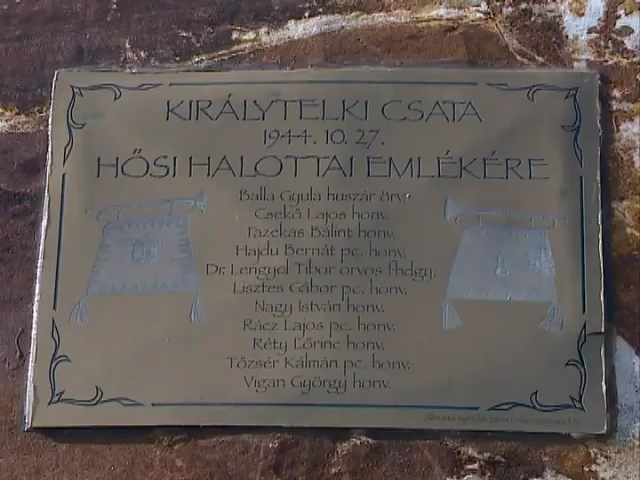 KIRÁLYTELKI CSATA
1944. 10. 27.
HŐSI HALOTTAI EMLÉKÉRE
Balla Gyula huszár örv.
Csekő Lajos honv.
Fazekas Bálint honv.
Hajdu Bernát pc. honv.
Dr. Lengyel Tibor orvos fhdgy.
Lisztes Gábor pc. honv.
Nagy István honv.
Rácz Lajos pc. honv.
Réty Lőrinc honv.
Tőzsér Kálmán pc. honv.
Vigan György honv.